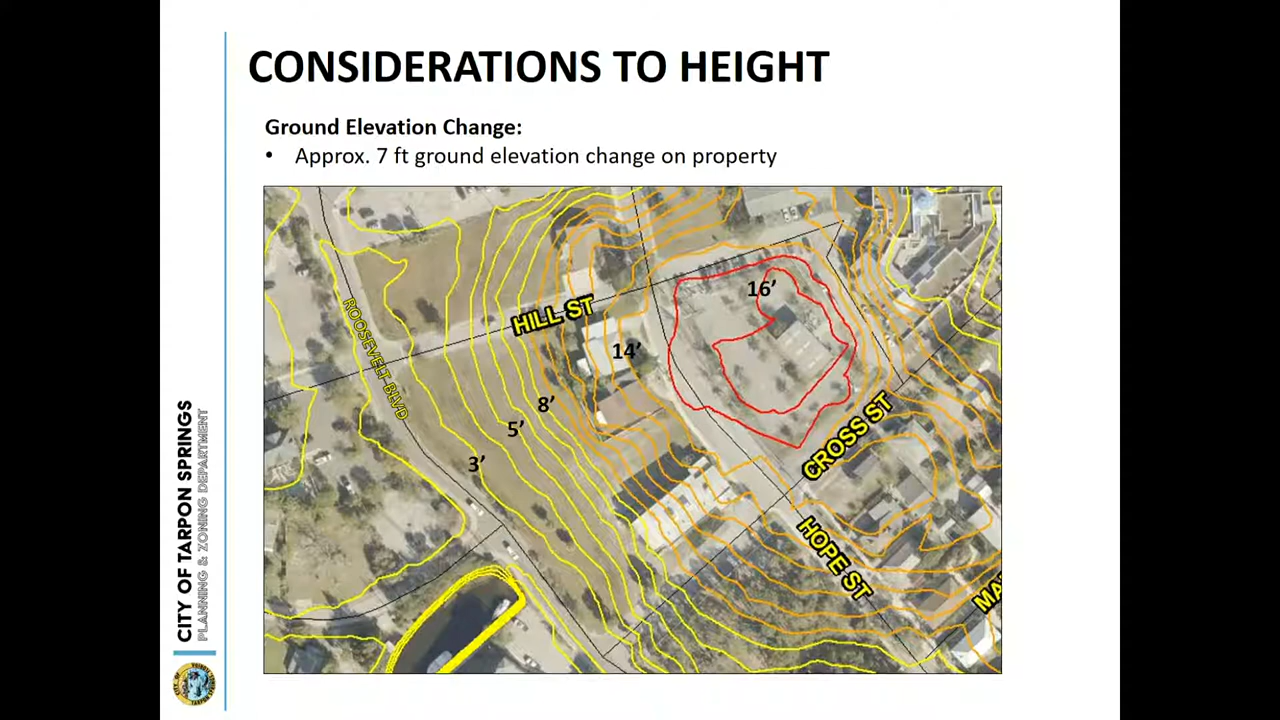 CONSIDERATIONS TO HEIGHT
Ground Elevation Change:
• Approx. 7 ft ground elevation change on property
16’
HILL ST
ROOSEVELT BLVD
14’
8’
5’
3’
CROSS ST
HOPE ST
MA
CITY OF TARPON SPRINGS
PLANNING & ZONING DEPARTMENT